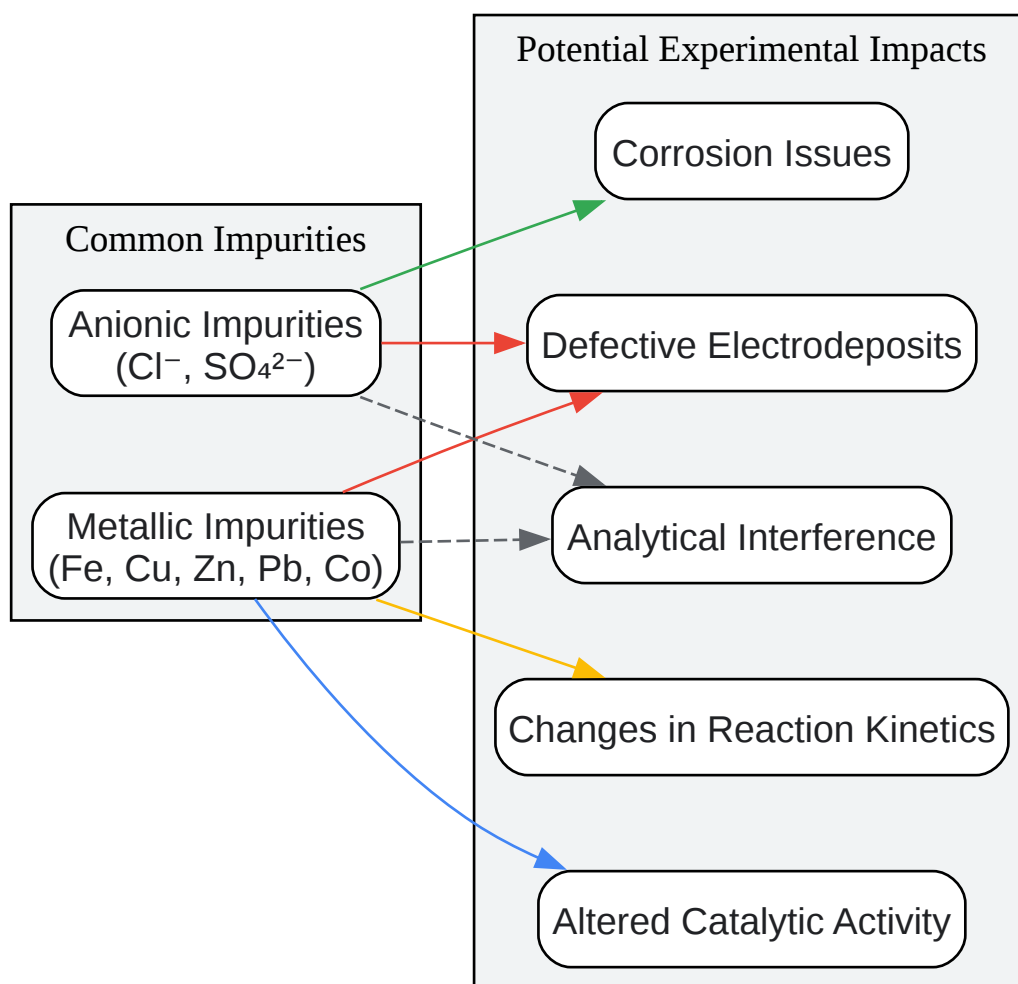 Potential Experimental Impacts
Corrosion Issues
Common Impurities
Anionic Impurities
(Cl⁻, SO₄²⁻)
Defective Electrodeposits
Metallic Impurities
(Fe, Cu, Zn, Pb, Co)
Analytical Interference
Changes in Reaction Kinetics
Altered Catalytic Activity